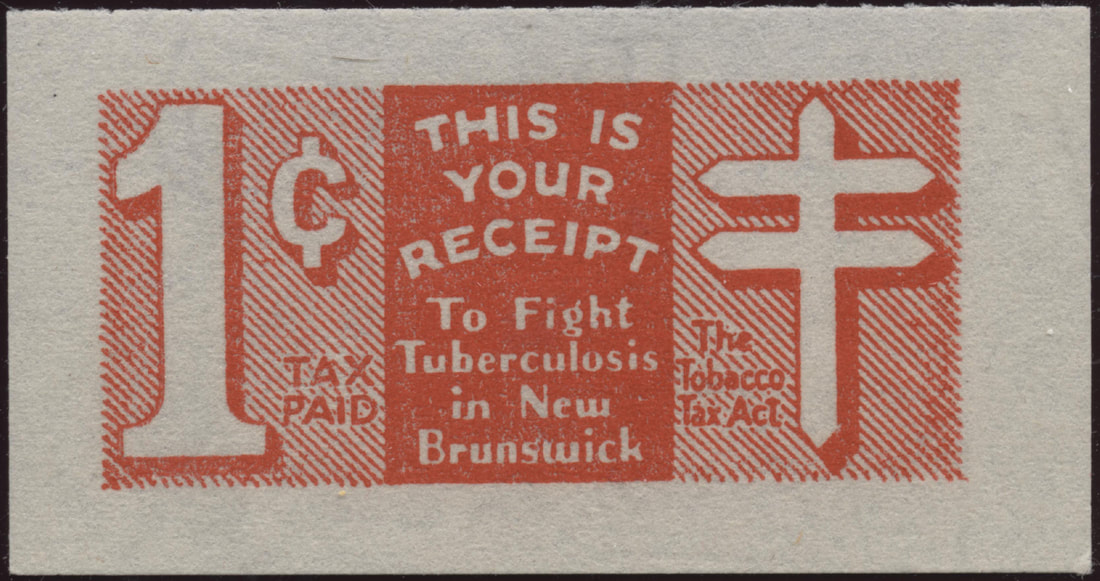 1¢
TAX
PAID
THIS IS
YOUR
RECEIPT
To Fight
Tuberculosis
in New
Brunswick
The
Tobacco
Tax Act